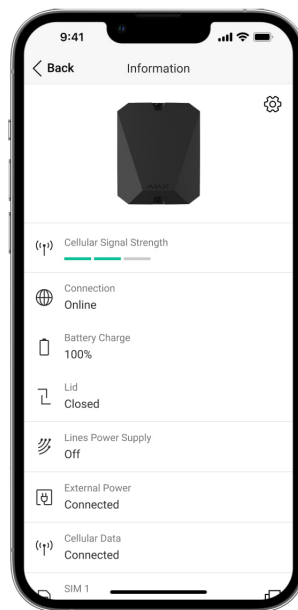 9:41
Back
Information
AJAX
Cellular Signal Strength
Connection
Online
Battery Charge
100%
Lid
Closed
Lines Power Supply
Off
External Power
Connected
Cellular Data
Connected
SIM 1